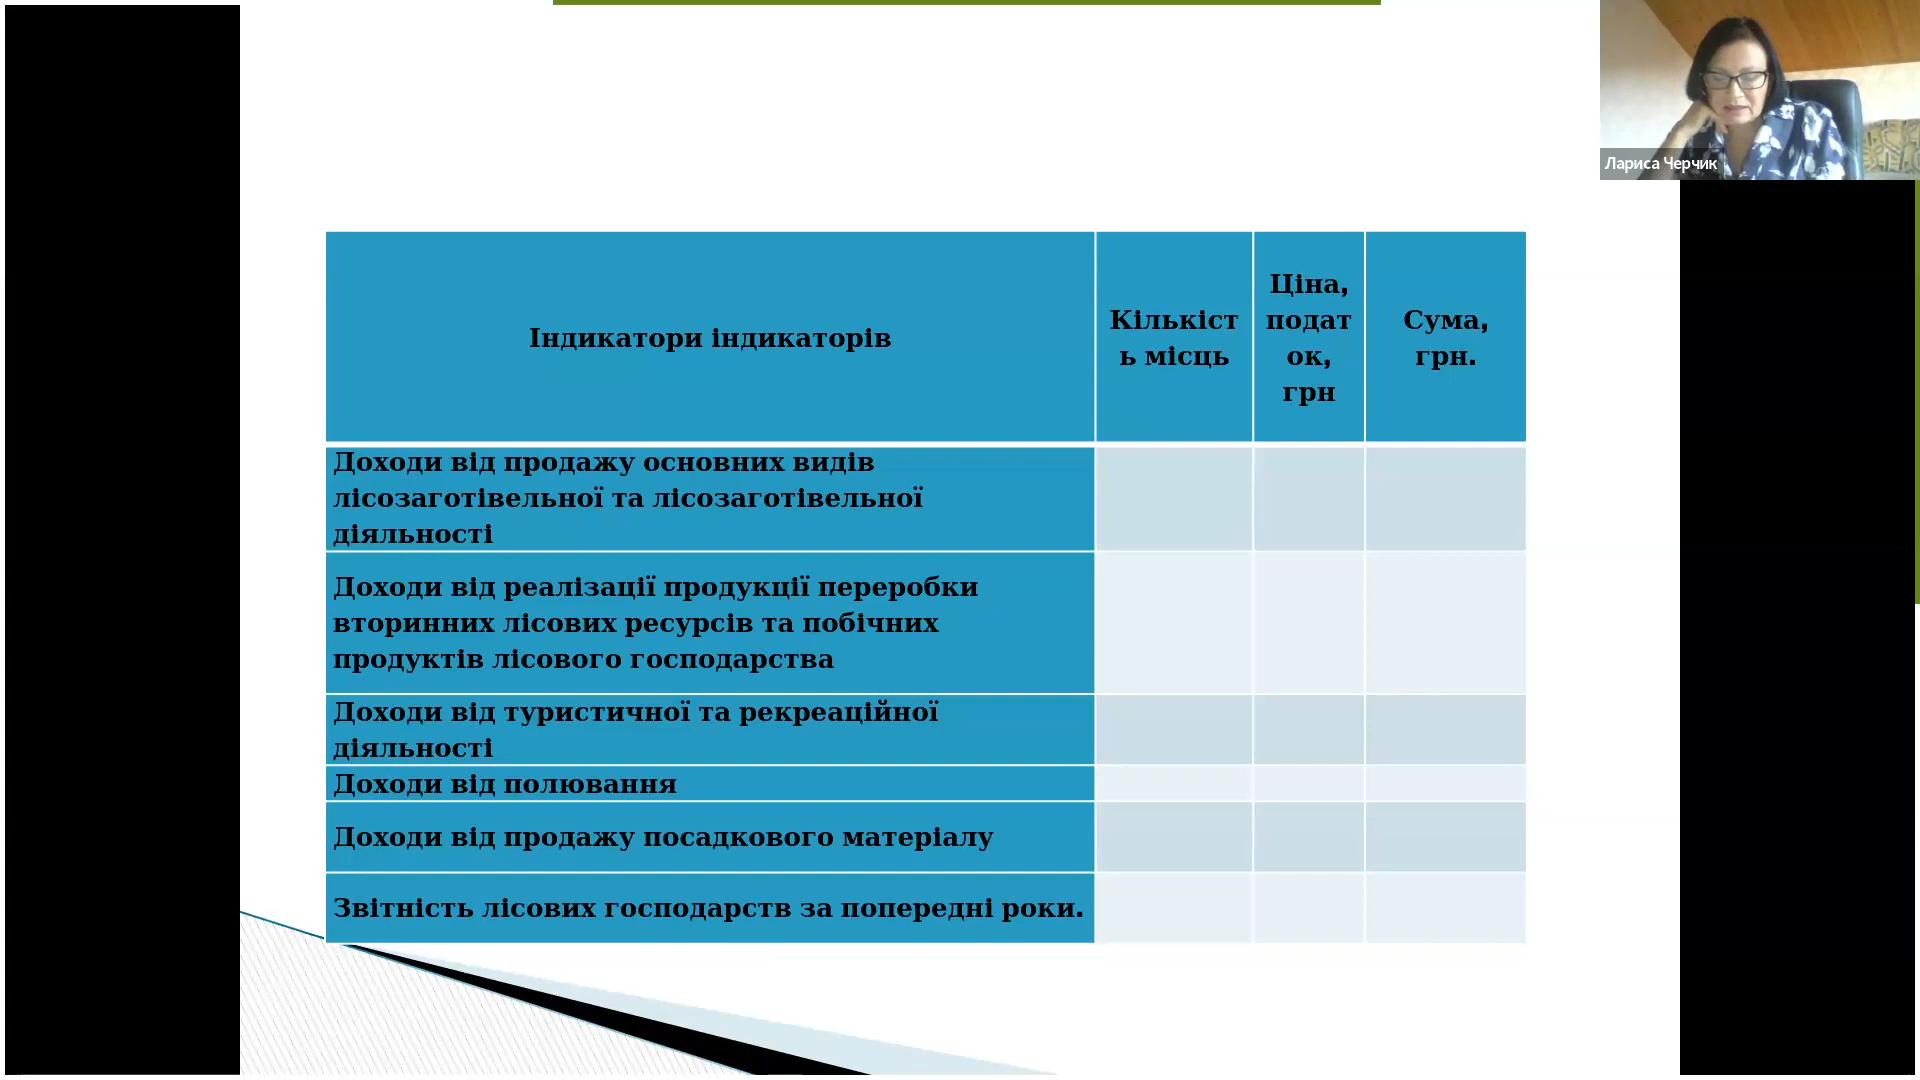 Лариса Черчик
Індикатори індикаторів
Кількіст
ь місць
Ціна,
подат
ок,
грн
Сума,
грн.
Доходи від продажу основних видів
лісозаготівельної та лісозаготівельної
діяльності
Доходи від реалізації продукції переробки
вторинних лісових ресурсів та побічних
продуктів лісового господарства
Доходи від туристичної та рекреаційної
діяльності
Доходи від полювання
Доходи від продажу посадкового матеріалу
Звітність лісових господарств за попередні роки.